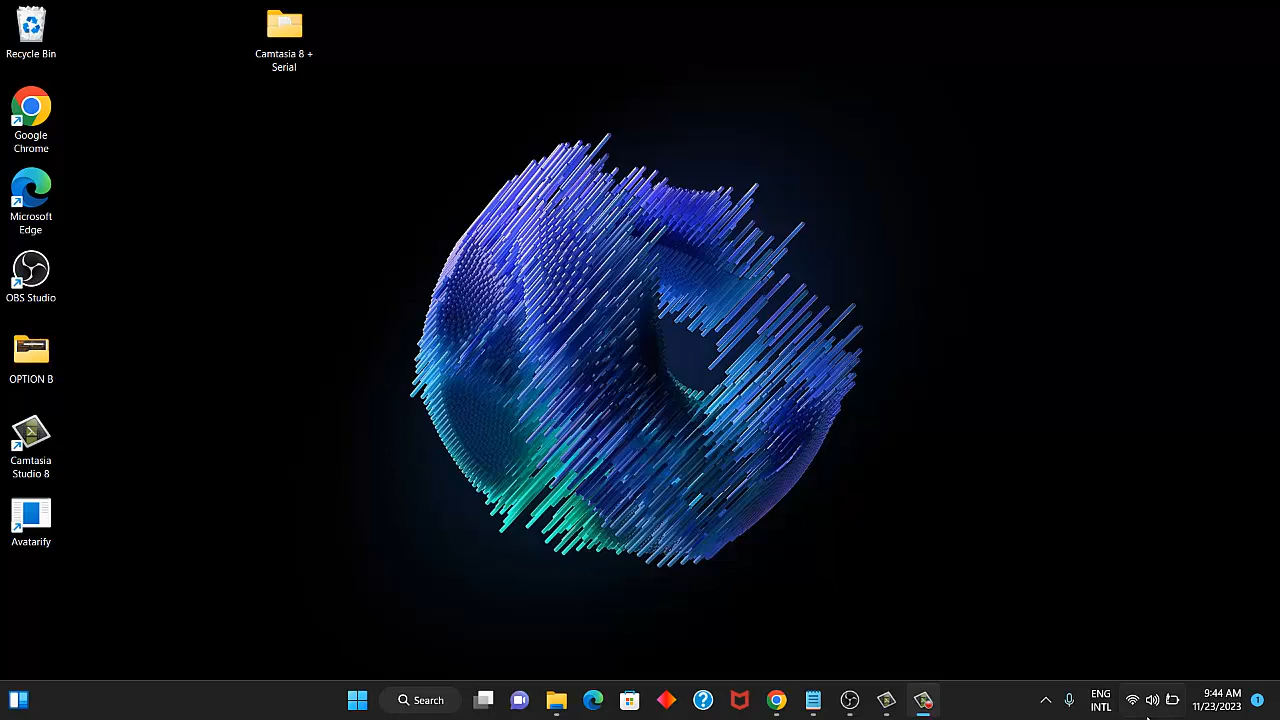 Recycle Bin
Camtasia 8 +
Serial
Google
Chrome
Microsoft
Edge
OBS Studio
OPTION B
Camtasia
Studio 8
Avatarify
Search
ENG
INTL
9:44 AM
11/23/2023
1